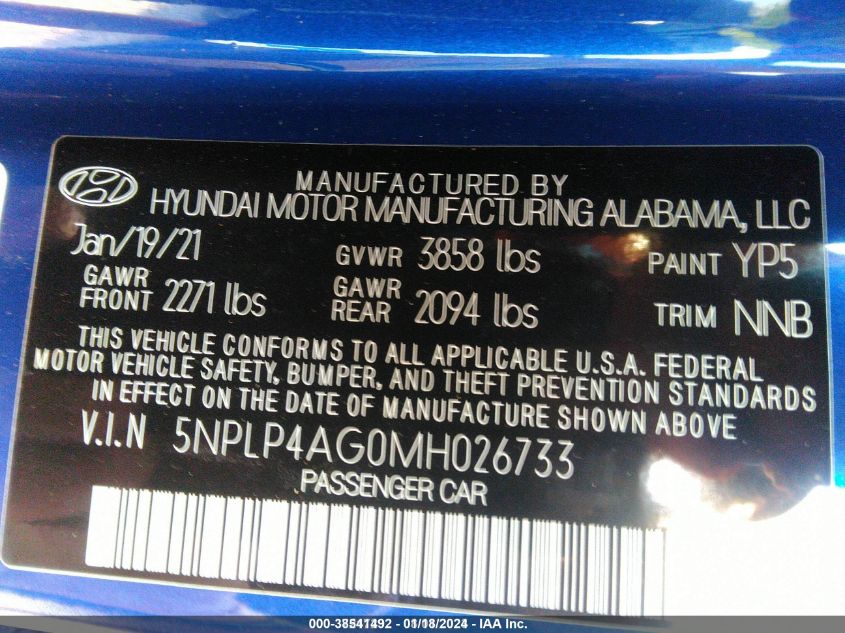 MANUFACTURED BY
HYUNDAI MOTOR MANUFACTURING ALABAMA, LLC
Jan/19/21 GVWR 3858 lbs PAINT YP5
GAWR FRONT 2271 lbs GAWR REAR 2094 lbs TRIM NNB
THIS VEHICLE CONFORMS TO ALL APPLICABLE U.S.A. FEDERAL
MOTOR VEHICLE SAFETY, BUMPER, AND THEFT PREVENTION STANDARDS
IN EFFECT ON THE DATE OF MANUFACTURE SHOWN ABOVE
V.I.N 5NPLP4AG0MH026733
PASSENGER CAR
000-38541492 - 01/18/2024 - IAA Inc.